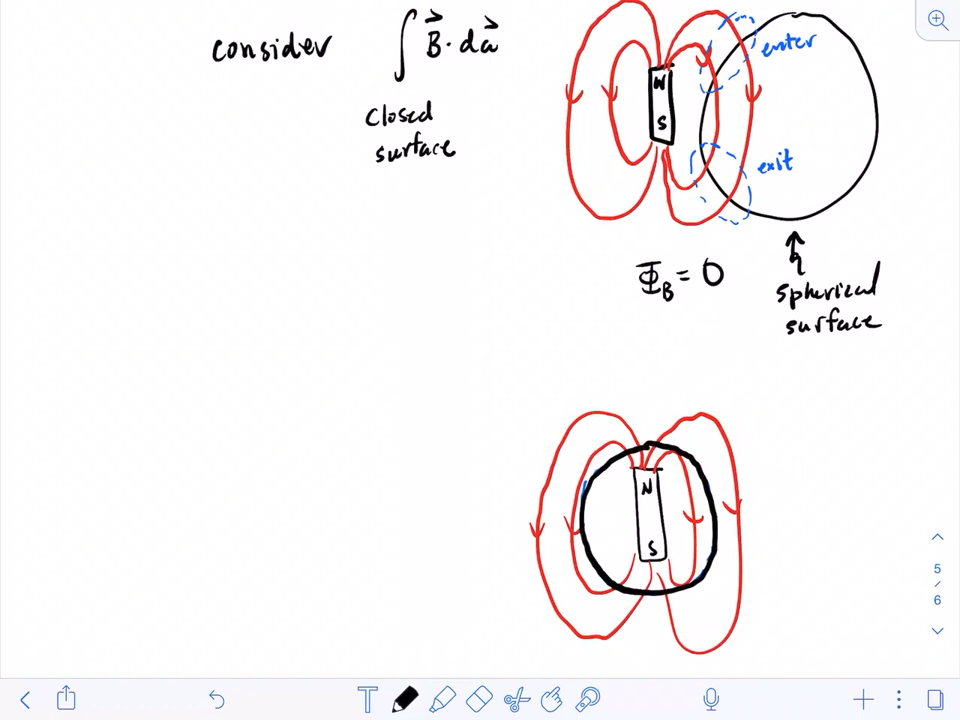 consider ∫ B⃗ · da⃗
closed
surface
N
S
enter
exit
Φ_B = 0
spherical
surface
N
S
5
/
6
T